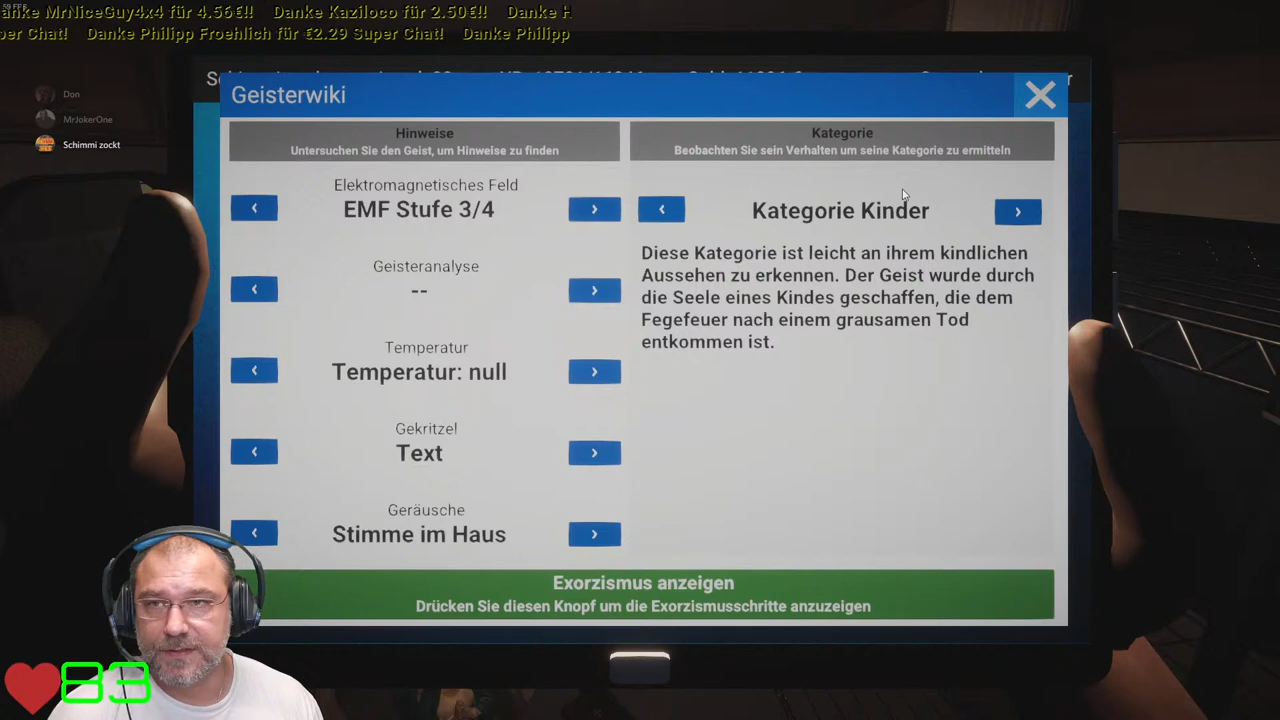 59 FPS
anke MrNiceGuy4x4 für 4.56€!! Danke Kaziloco für 2.50€!! Danke H
per Chat! Danke Philipp Froehlich für €2.29 Super Chat! Danke Philipp
Don
MrJokerOne
Schimmi zockt
Geisterwiki
Hinweise
Untersuchen Sie den Geist, um Hinweise zu finden
Elektromagnetisches Feld
EMF Stufe 3/4
Geisteranalyse
--
Temperatur
Temperatur: null
Gekritzel
Text
Geräusche
Stimme im Haus
Kategorie
Beobachten Sie sein Verhalten um seine Kategorie zu ermitteln
Kategorie Kinder
Diese Kategorie ist leicht an ihrem kindlichen
Aussehen zu erkennen. Der Geist wurde durch
die Seele eines Kindes geschaffen, die dem
Fegefeuer nach einem grausamen Tod
entkommen ist.
Exorzismus anzeigen
Drücken Sie diesen Knopf um die Exorzismusschritte anzuzeigen
83